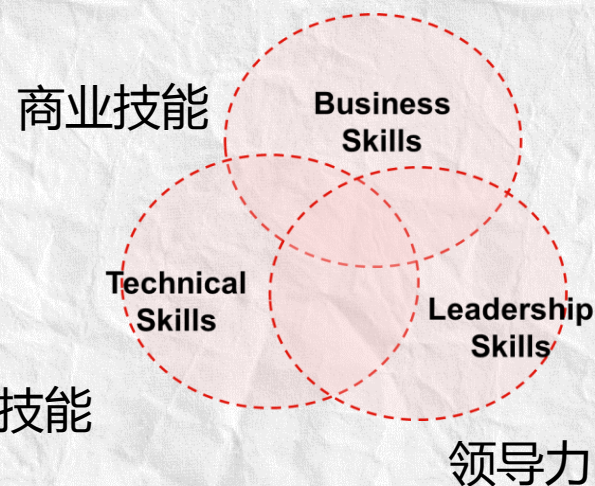 商业技能
Business
Skills
Technical
Skills
Leadership
Skills
技能
领导力